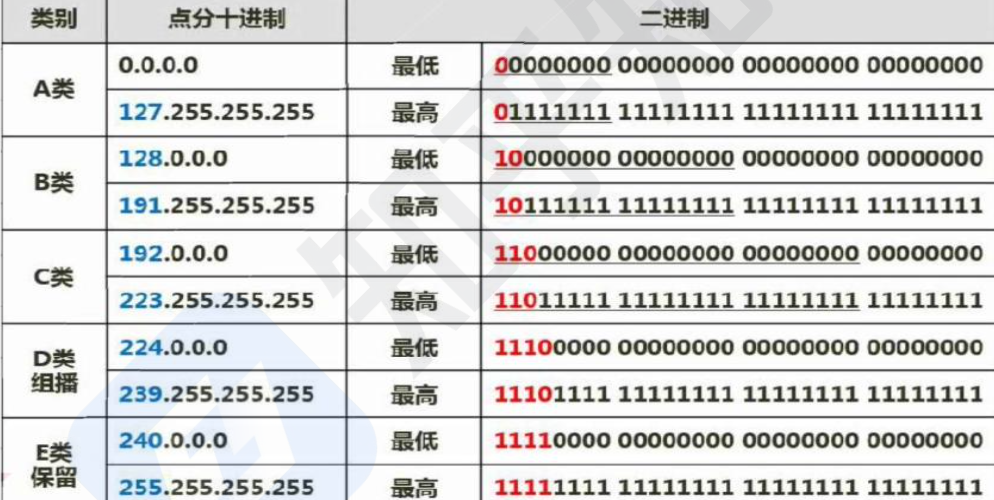 类别 点分十进制 二进制
A类 0.0.0.0 最低 00000000 00000000 00000000 00000000
127.255.255.255 最高 01111111 11111111 11111111 11111111
B类 128.0.0.0 最低 10000000 00000000 00000000 00000000
191.255.255.255 最高 10111111 11111111 11111111 11111111
C类 192.0.0.0 最低 11000000 00000000 00000000 00000000
223.255.255.255 最高 11011111 11111111 11111111 11111111
D类 组播 224.0.0.0 最低 11100000 00000000 00000000 00000000
239.255.255.255 最高 11101111 11111111 11111111 11111111
E类 保留 240.0.0.0 最低 11110000 00000000 00000000 00000000
255.255.255.255 最高 11111111 11111111 11111111 11111111